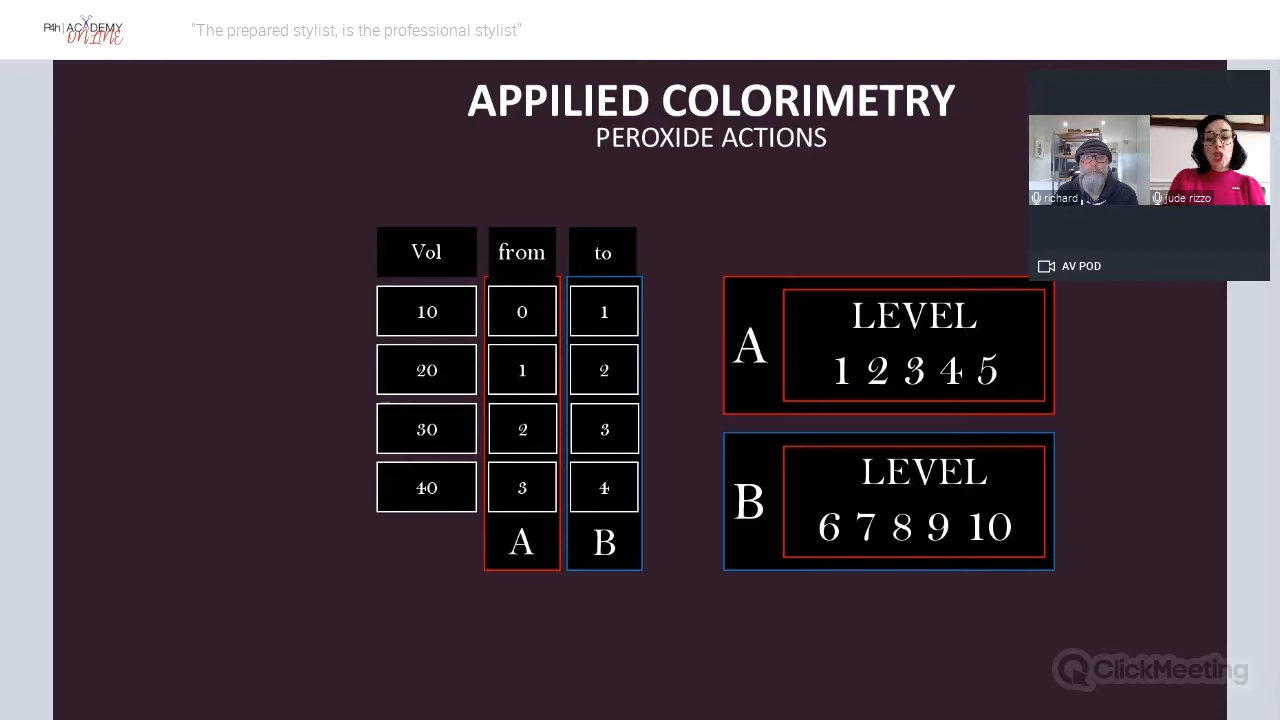 P4h | ACADEMY
ONLINE
"The prepared stylist, is the professional stylist"
APPILIED COLORIMETRY
PEROXIDE ACTIONS
richard
jude rizzo
AV POD
Vol from to
10 0 1
20 1 2
30 2 3
40 3 4
A B
A
LEVEL
1 2 3 4 5
B
LEVEL
6 7 8 9 10
ClickMeeting